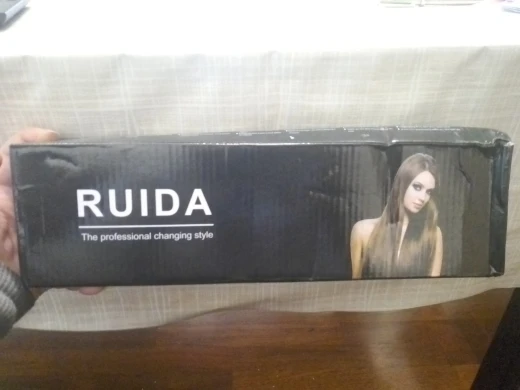 RUIDA
The professional changing style